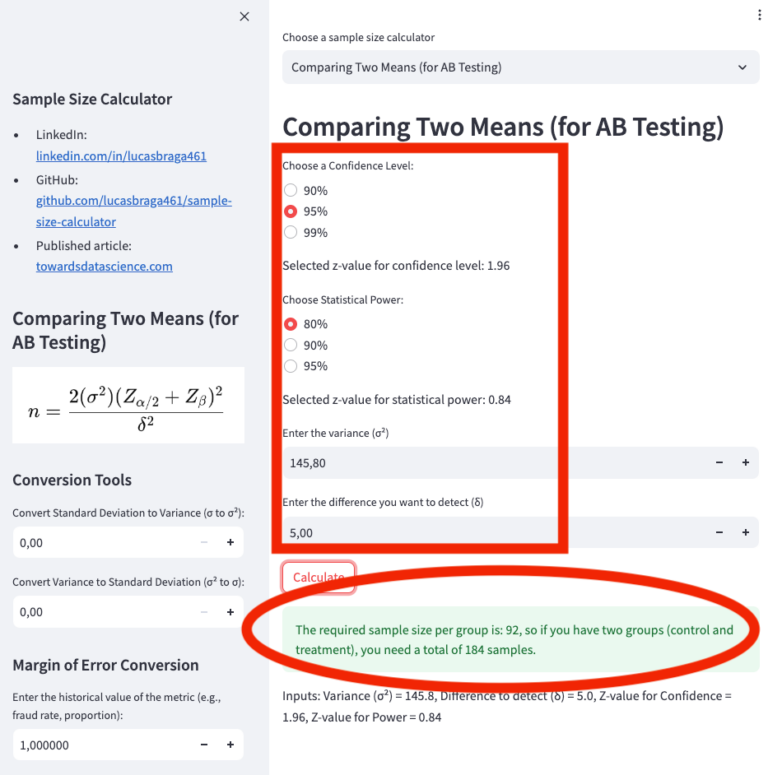 Sample Size Calculator
LinkedIn:
linkedin.com/in/lucasbraga461
GitHub:
github.com/lucasbraga461/sample-
size-calculator
Published article:
towardsdatascience.com
Comparing Two Means (for
AB Testing)
n = 2(σ²)(Z_{α/2} + Z_β)² / δ²
Conversion Tools
Convert Standard Deviation to Variance (σ to σ²):
0,00
Convert Variance to Standard Deviation (σ² to σ):
0,00
Margin of Error Conversion
Enter the historical value of the metric (e.g.,
fraud rate, proportion):
1,000000
Choose a sample size calculator
Comparing Two Means (for AB Testing)
Comparing Two Means (for AB Testing)
Choose a Confidence Level:
90%
95%
99%
Selected z-value for confidence level: 1.96
Choose Statistical Power:
80%
90%
95%
Selected z-value for statistical power: 0.84
Enter the variance (σ²)
145,80
Enter the difference you want to detect (δ)
5,00
Calculate
The required sample size per group is: 92, so if you have two groups (control and
treatment), you need a total of 184 samples.
Inputs: Variance (σ²) = 145.8, Difference to detect (δ) = 5.0, Z-value for Confidence =
1.96, Z-value for Power = 0.84